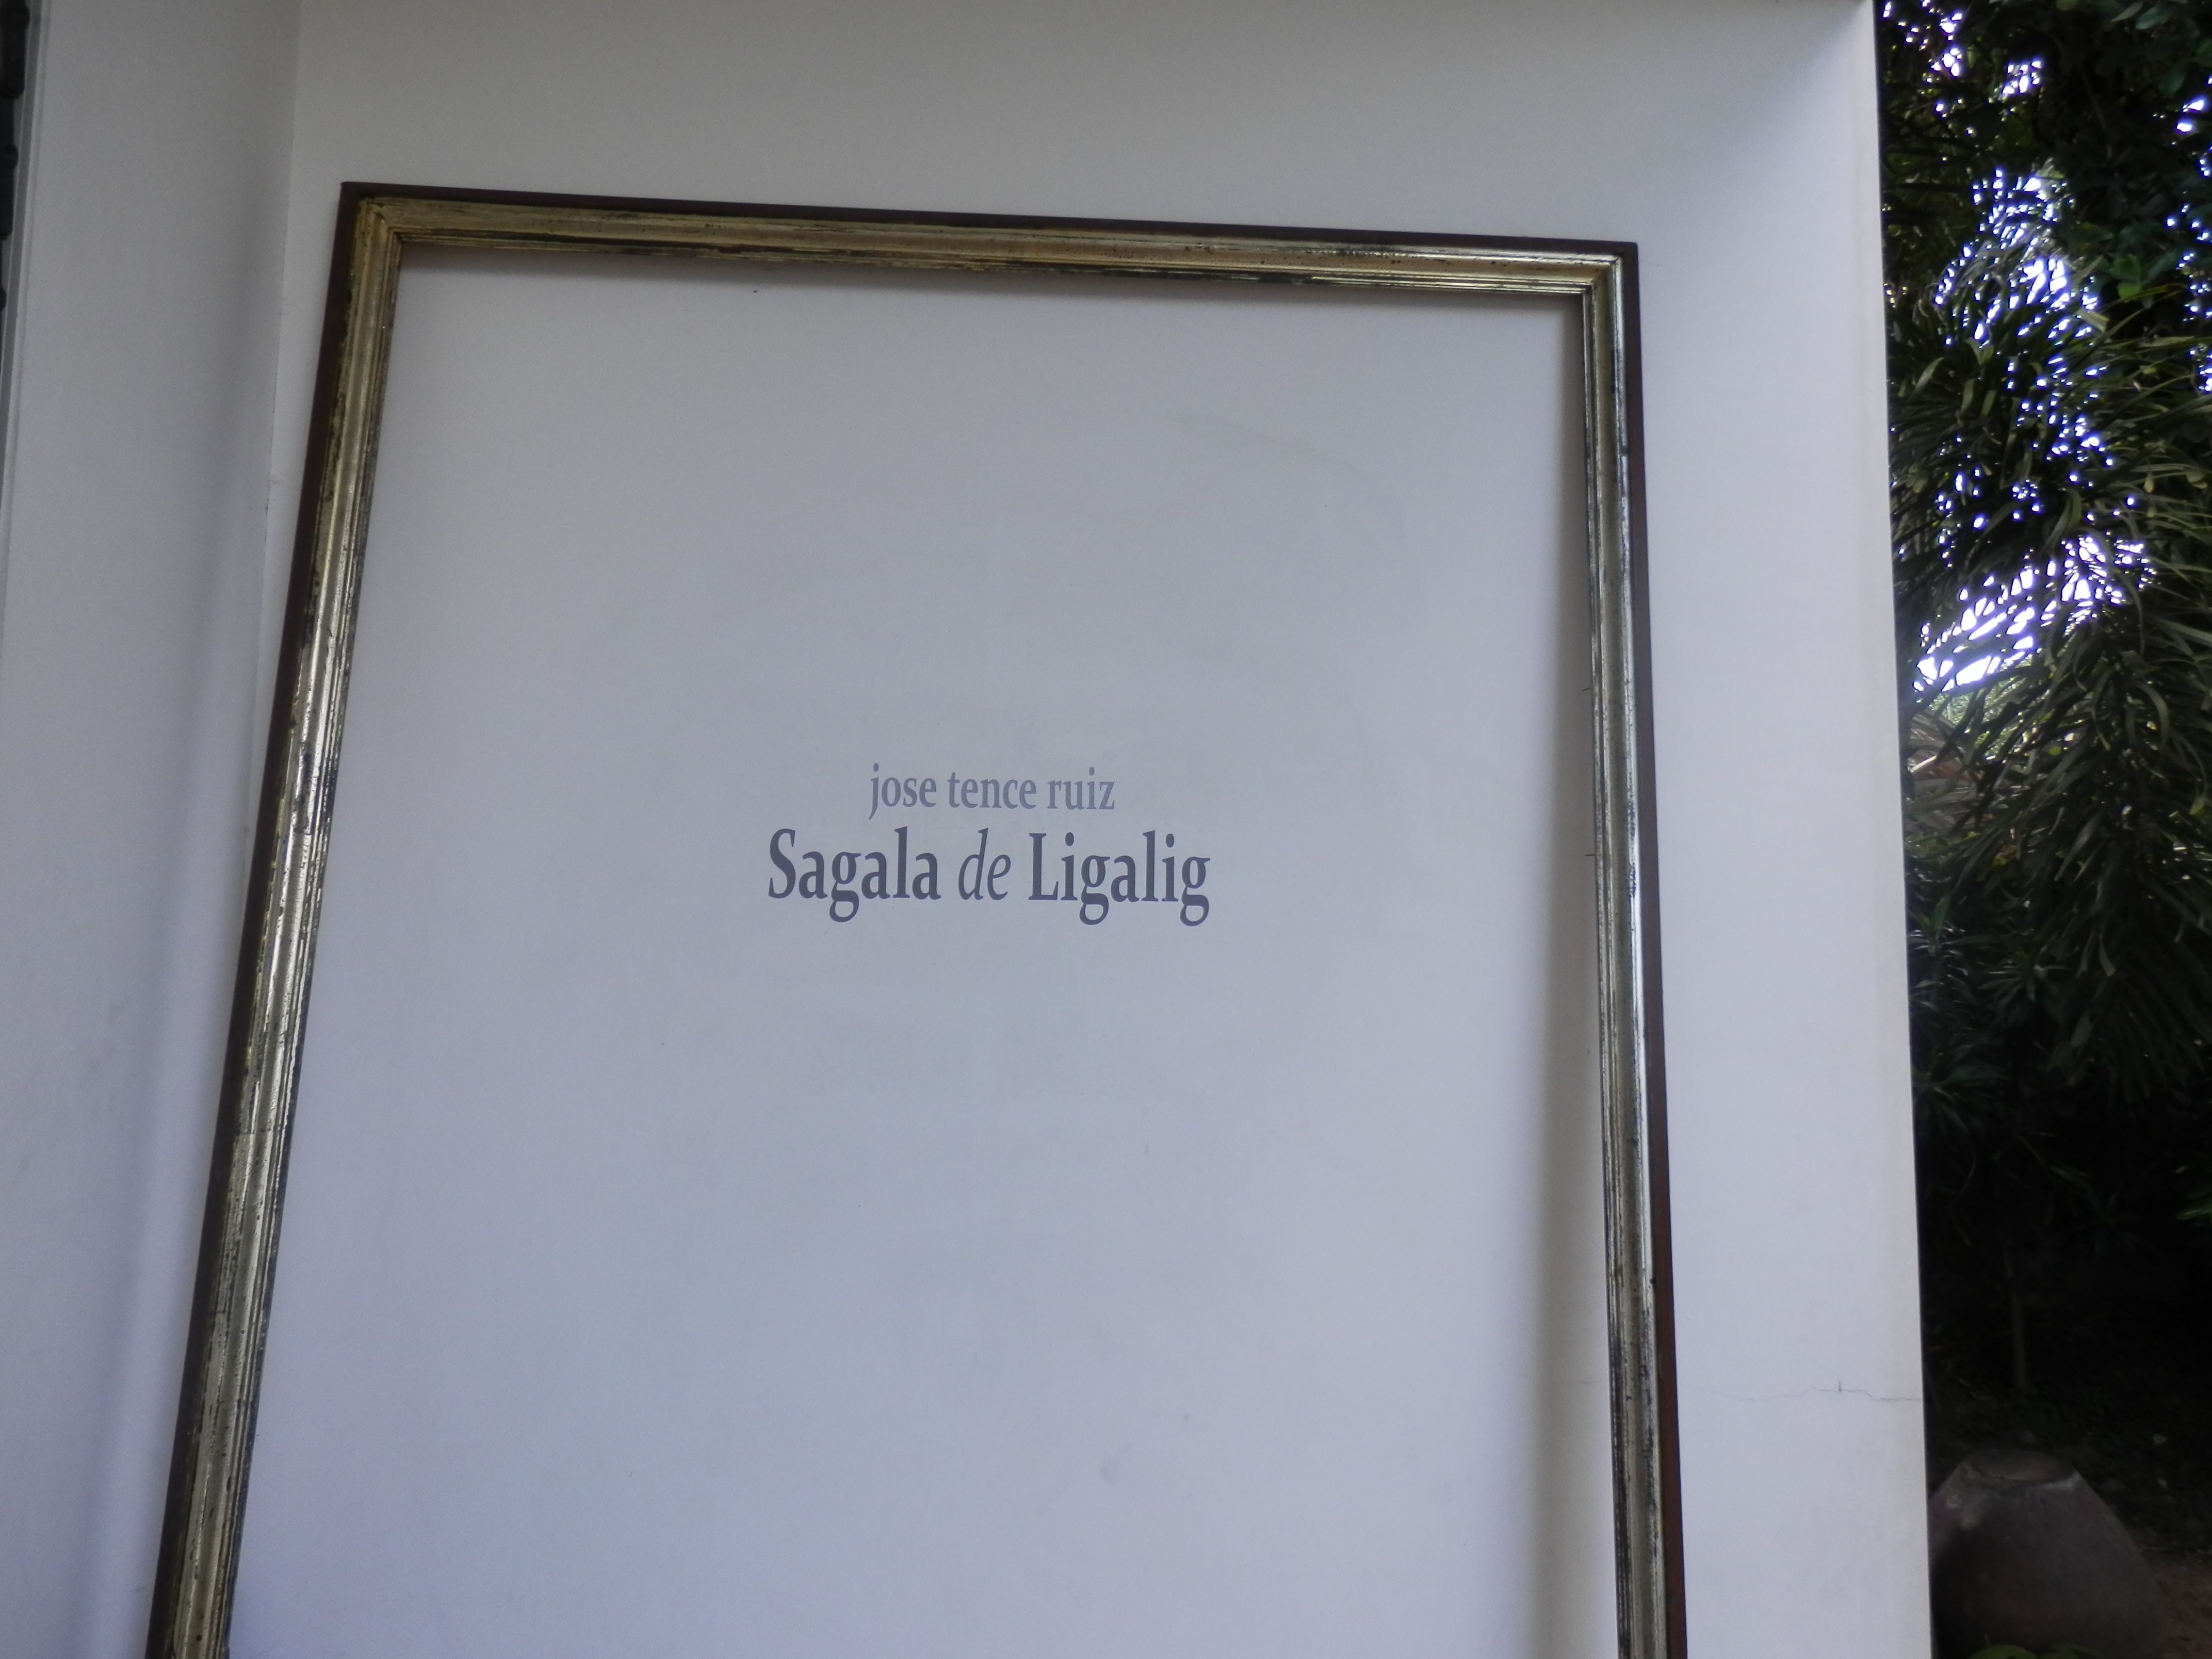 jose tence ruiz
Sagala de Ligalig